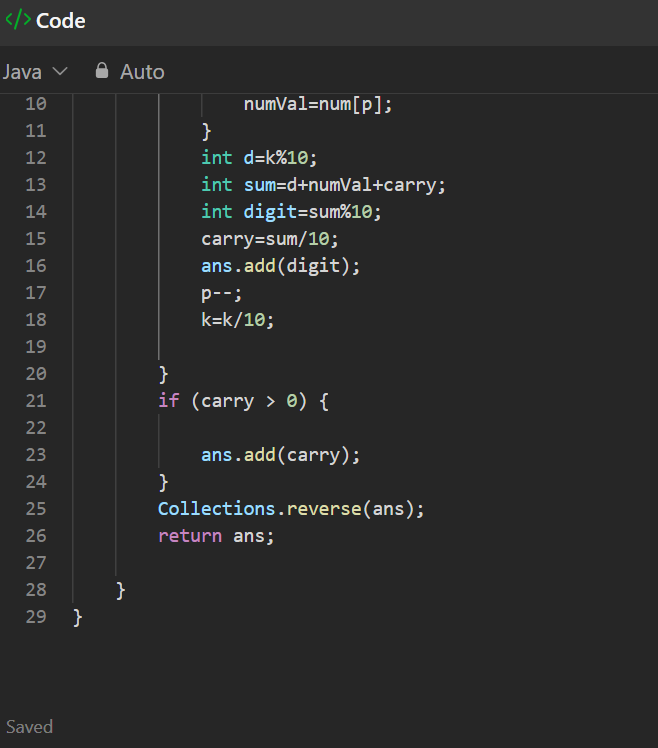 </> Code
Java Auto
10 numVal=num[p];
11 }
12 int d=k%10;
13 int sum=d+numVal+carry;
14 int digit=sum%10;
15 carry=sum/10;
16 ans.add(digit);
17 p--;
18 k=k/10;
19
20 }
21 if (carry > 0) {
22
23 ans.add(carry);
24 }
25 Collections.reverse(ans);
26 return ans;
27
28 }
29 }
Saved